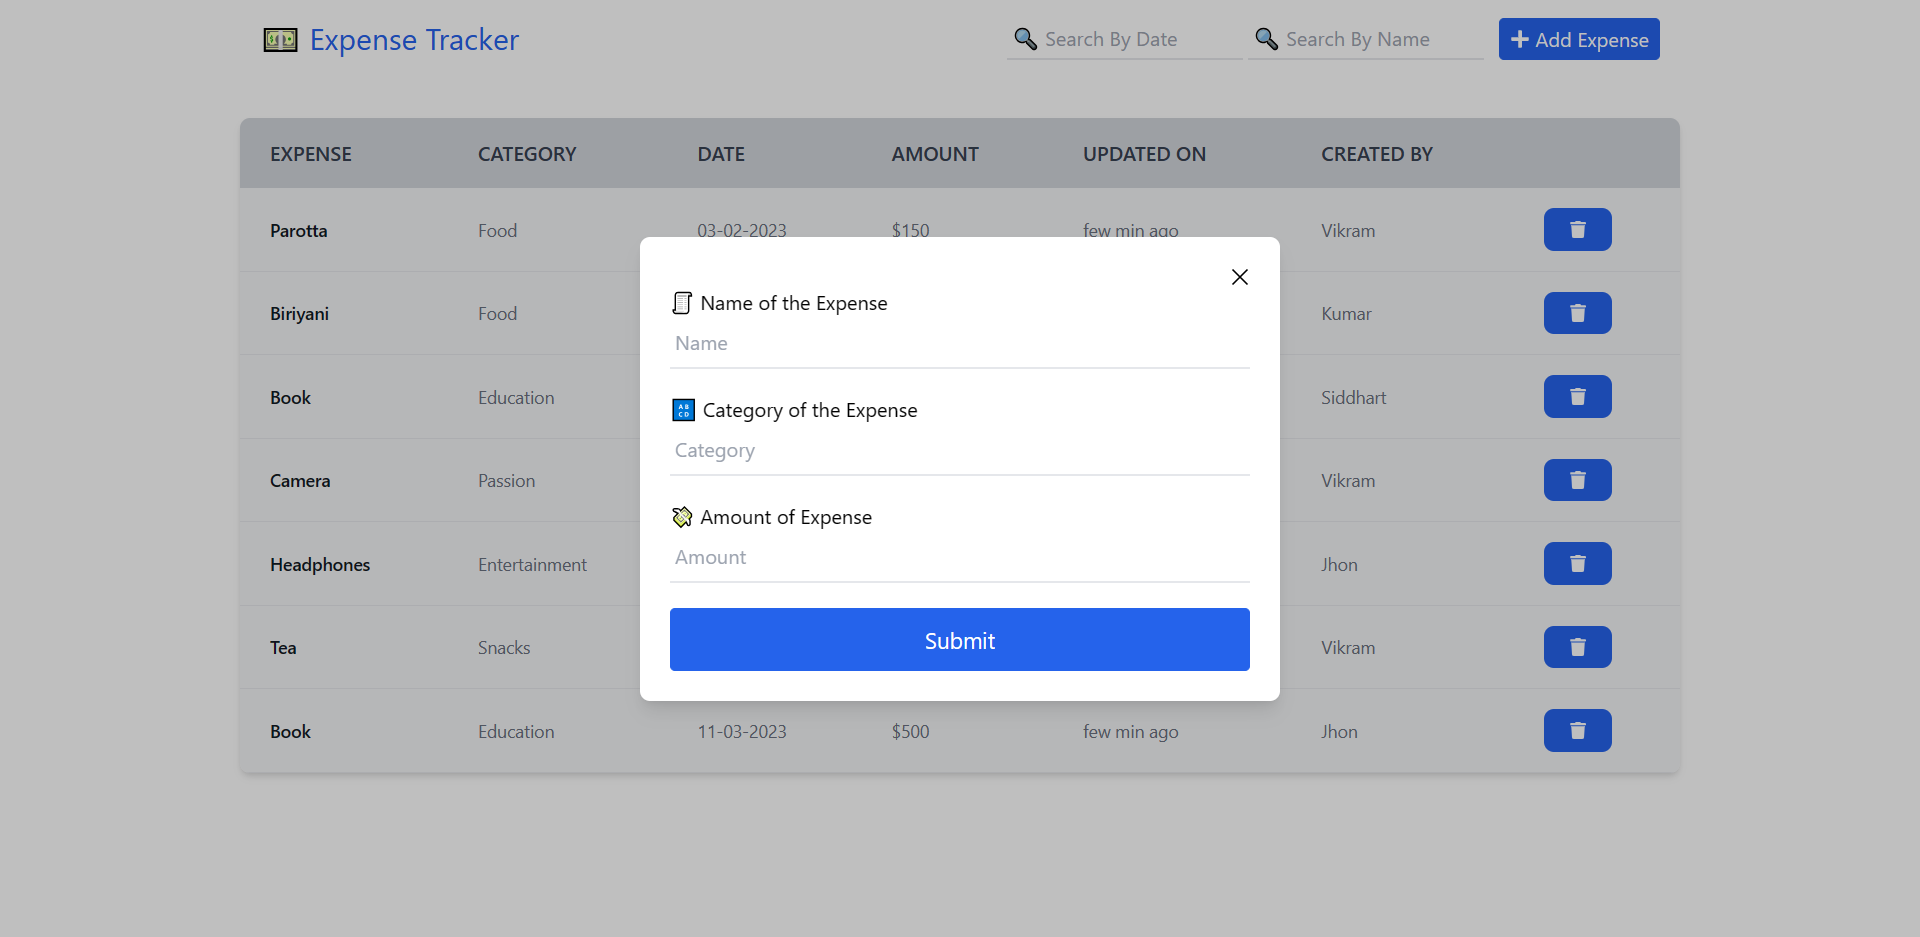 Expense Tracker
Search By Date
Search By Name
Add Expense
EXPENSE CATEGORY DATE AMOUNT UPDATED ON CREATED BY
Parotta Food 03-02-2023 $150 few min ago Vikram
Biriyani Food Kumar
Book Education Siddhart
Camera Passion Vikram
Headphones Entertainment Jhon
Tea Snacks Vikram
Book Education 11-03-2023 $500 few min ago Jhon
Name of the Expense
Name
Category of the Expense
Category
Amount of Expense
Amount
Submit